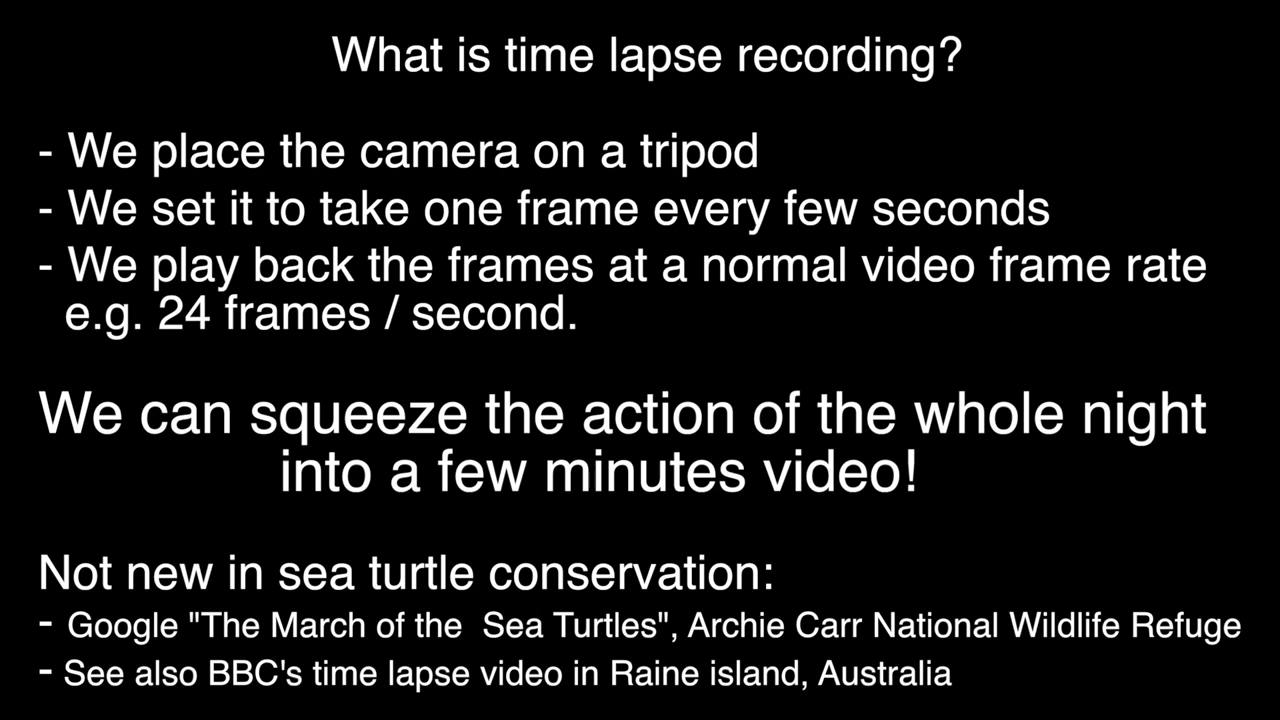 What is time lapse recording?
- We place the camera on a tripod
- We set it to take one frame every few seconds
- We play back the frames at a normal video frame rate
e.g. 24 frames / second.
We can squeeze the action of the whole night
into a few minutes video!
Not new in sea turtle conservation:
- Google "The March of the  Sea Turtles", Archie Carr National Wildlife Refuge
- See also BBC's time lapse video in Raine island, Australia